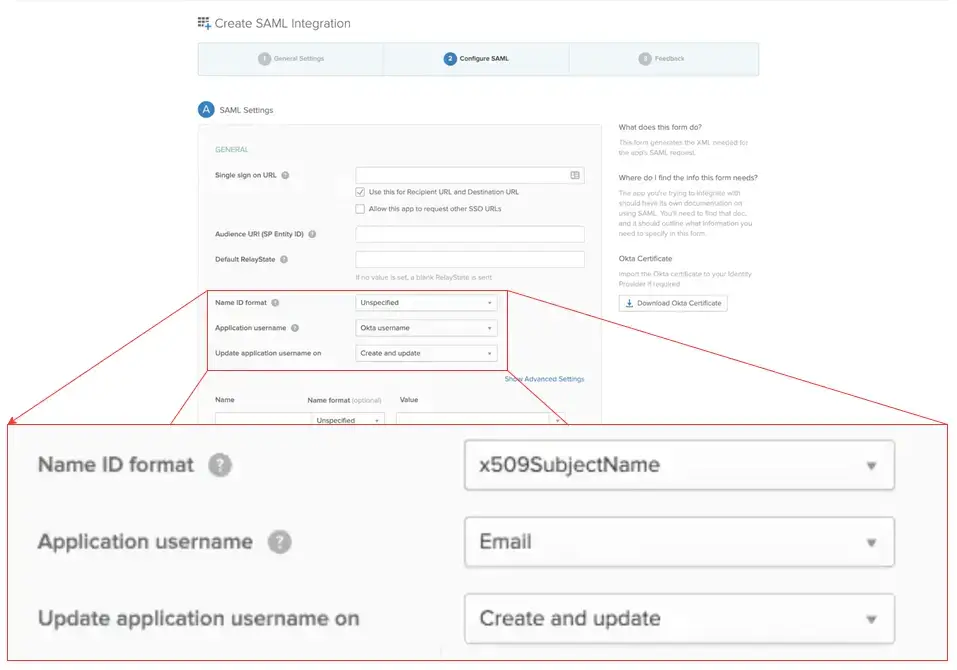 Create SAML Integration
1 General Settings
2 Configure SAML
3 Feedback
A SAML Settings
GENERAL
Single sign on URL ?
Use this for Recipient URL and Destination URL
Allow this app to request other SSO URLs
Audience URI (SP Entity ID) ?
Default RelayState ?
If no value is set, a blank RelayState is sent
Name ID format ? Unspecified
Application username ? Okta username
Update application username on Create and update
Show Advanced Settings
Name Name format (optional) Value
Unspecified
What does this form do?
This form generates the XML needed for
the app's SAML request.
Where do I find the info this form needs?
The app you're trying to integrate with
should have its own documentation on
using SAML. You'll need to find that doc,
and it should outline what information you
need to specify in this form.
Okta Certificate
Import the Okta certificate to your Identity
Provider if required
Download Okta Certificate
Name ID format ? x509SubjectName
Application username ? Email
Update application username on Create and update